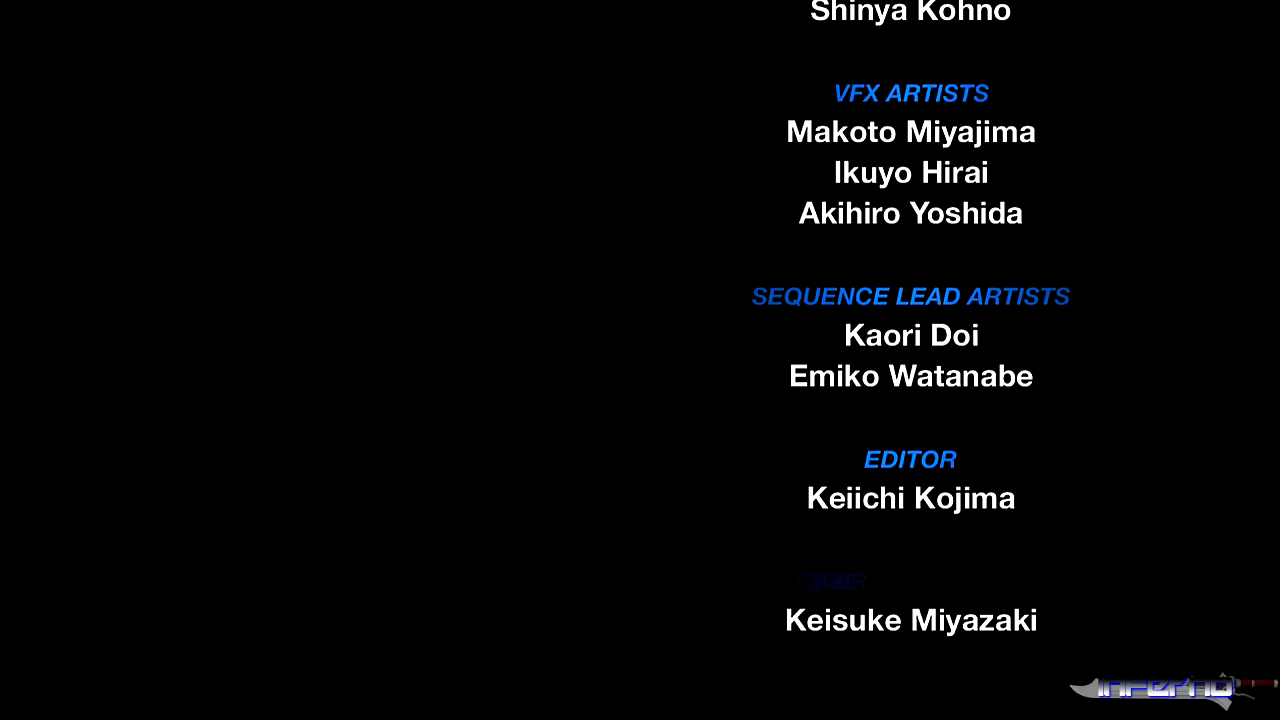 Shinya Kohno
VFX ARTISTS
Makoto Miyajima
Ikuyo Hirai
Akihiro Yoshida
SEQUENCE LEAD ARTISTS
Kaori Doi
Emiko Watanabe
EDITOR
Keiichi Kojima
Keisuke Miyazaki
INFERNO